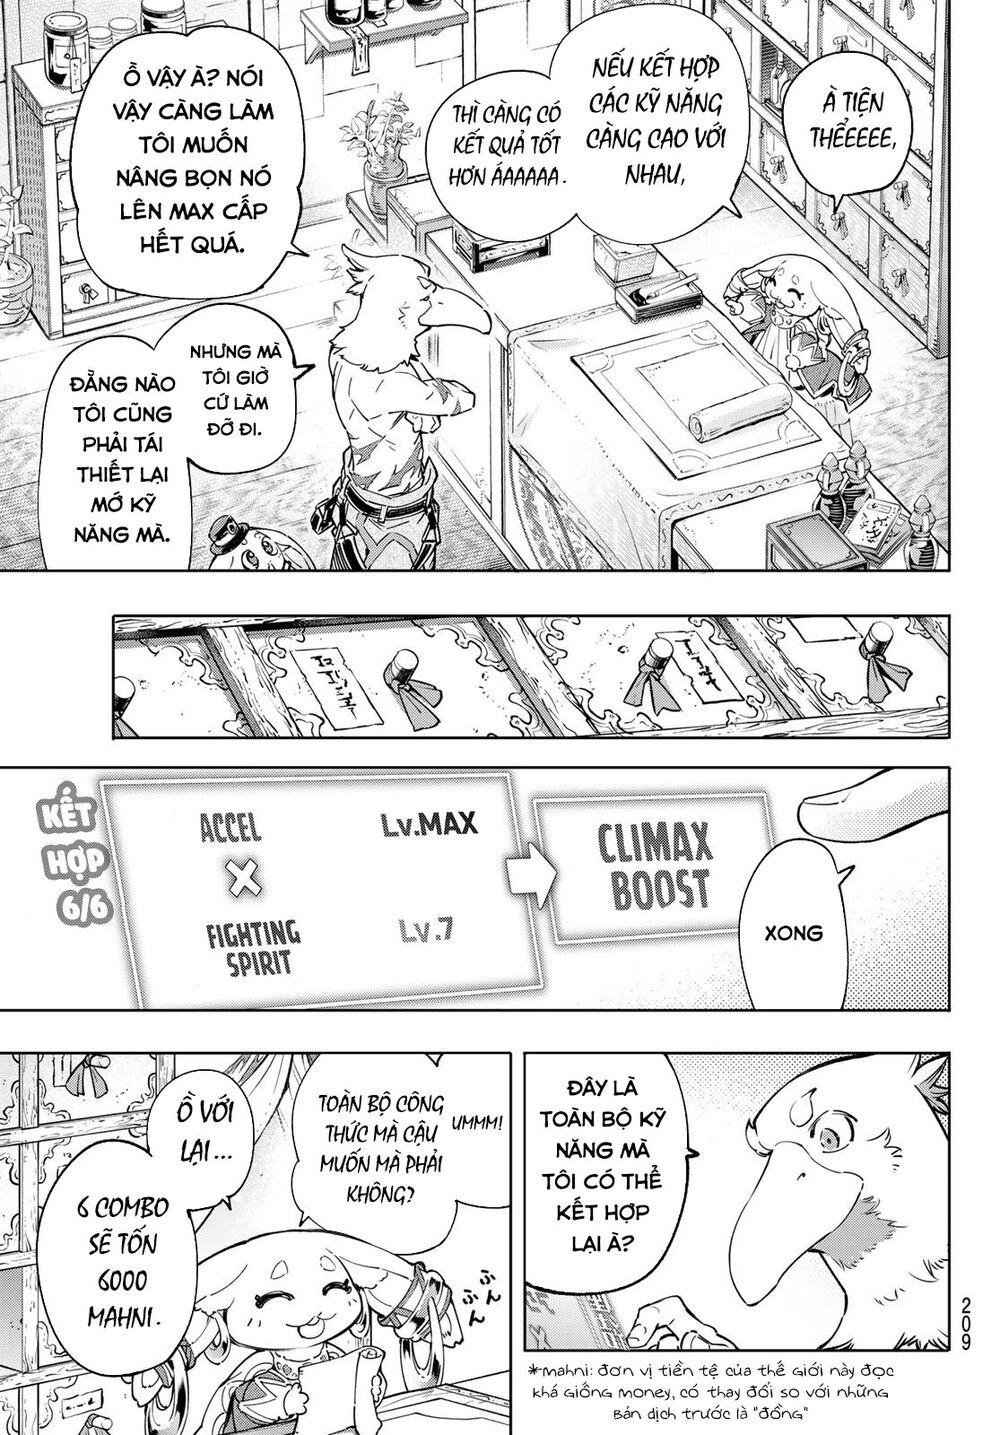 À TIỆN
THỂEEEE,
NẾU KẾT HỢP
CÁC KỸ NĂNG
CÀNG CAO VỚI
NHAU,
THÌ CÀNG CÓ
KẾT QUẢ TỐT
HƠN ÁAAAAA.
Ồ VẬY À? NÓI
VẬY CÀNG LÀM
TÔI MUỐN
NÂNG BỌN NÓ
LÊN MAX CẤP
HẾT QUÁ.
NHƯNG MÀ
TÔI GIỜ
CỨ LÀM
ĐỠ ĐI.
ĐẰNG NÀO
TÔI CŨNG
PHẢI TÁI
THIẾT LẠI
MỚ KỸ
NĂNG MÀ.
KẾT
HỢP
6/6
ACCEL
Lv.MAX
×
FIGHTING
SPIRIT
Lv.7
CLIMAX
BOOST
XONG
ĐÂY LÀ
TOÀN BỘ KỸ
NĂNG MÀ
TÔI CÓ THỂ
KẾT HỢP
LẠI À?
UMMM!
TOÀN BỘ CÔNG
THỨC MÀ CẬU
MUỐN MÀ PHẢI
KHÔNG?
Ồ VỚI
LẠI ...
6 COMBO
SẼ TỐN
6000
MAHNI.
ふん
ふん
209
*mahni: đơn vị tiền tệ của thế giới này đọc
khá giống money, có thay đổi so với những
bản dịch trước là "đồng"